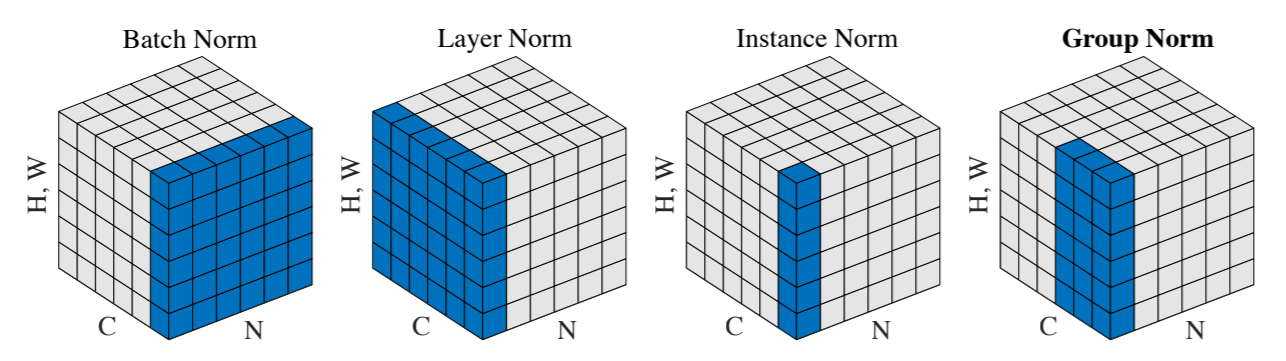 Batch Norm
Layer Norm
Instance Norm
Group Norm
H, W
C
N
H, W
C
N
H, W
C
N
H, W
C
N